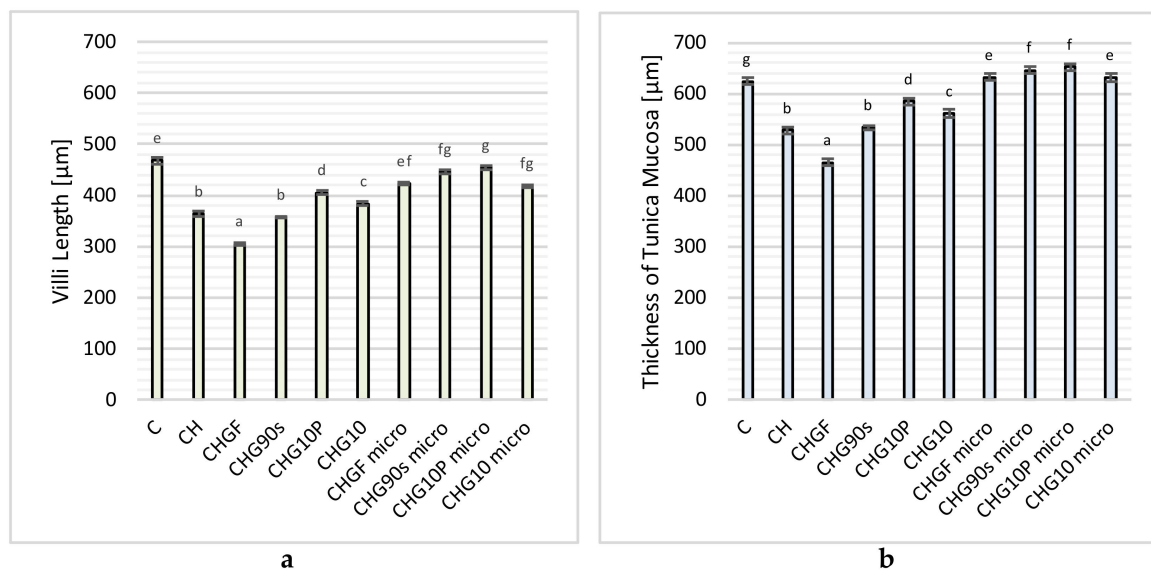 Villi Length [µm]
700
600
500
400
300
200
100
0
e
b
a
b
d
c
ef
fg
g
fg
C
CH
CHGF
CHG90s
CHG10P
CHG10
CHGF micro
CHG90s micro
CHG10P micro
CHG10 micro
a
Thickness of Tunica Mucosa [µm]
700
600
500
400
300
200
100
0
g
b
a
b
d
c
e
f
f
e
C
CH
CHGF
CHG90s
CHG10P
CHG10
CHGF micro
CHG90s micro
CHG10P micro
CHG10 micro
b